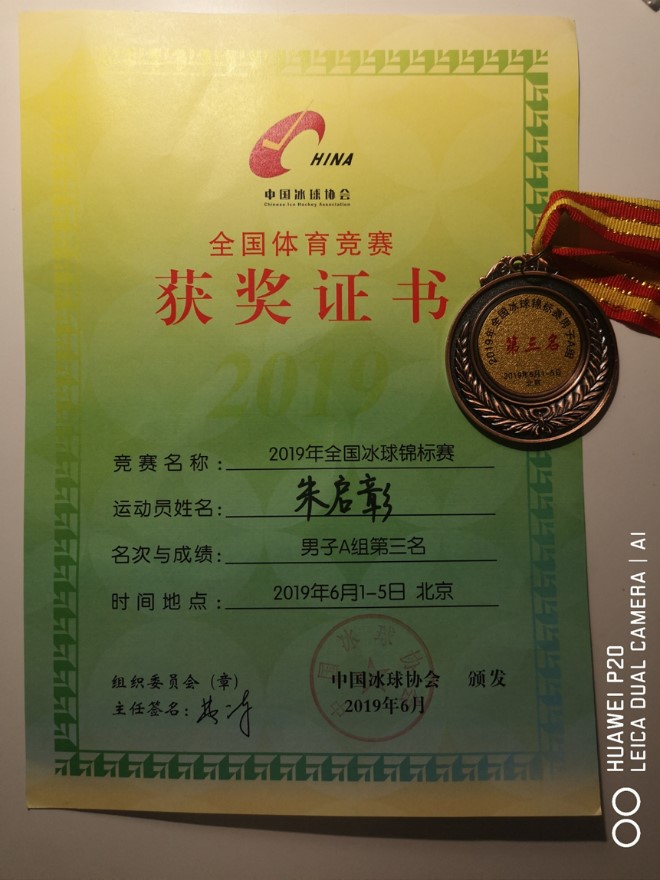 HINA
中国冰球协会
Chinese Ice Hockey Association
全国体育竞赛
获奖证书
2019
竞赛名称：2019年全国冰球锦标赛
运动员姓名：朱启彰
名次与成绩：男子A组第三名
时间地点：2019年6月1-5日 北京
组织委员会（章）
主任签名：
中国冰球协会 颁发
2019年6月
2019年全国冰球锦标赛男子A组
第三名
2019年6月1-5日
北京
HUAWEI P20
LEICA DUAL CAMERA | AI